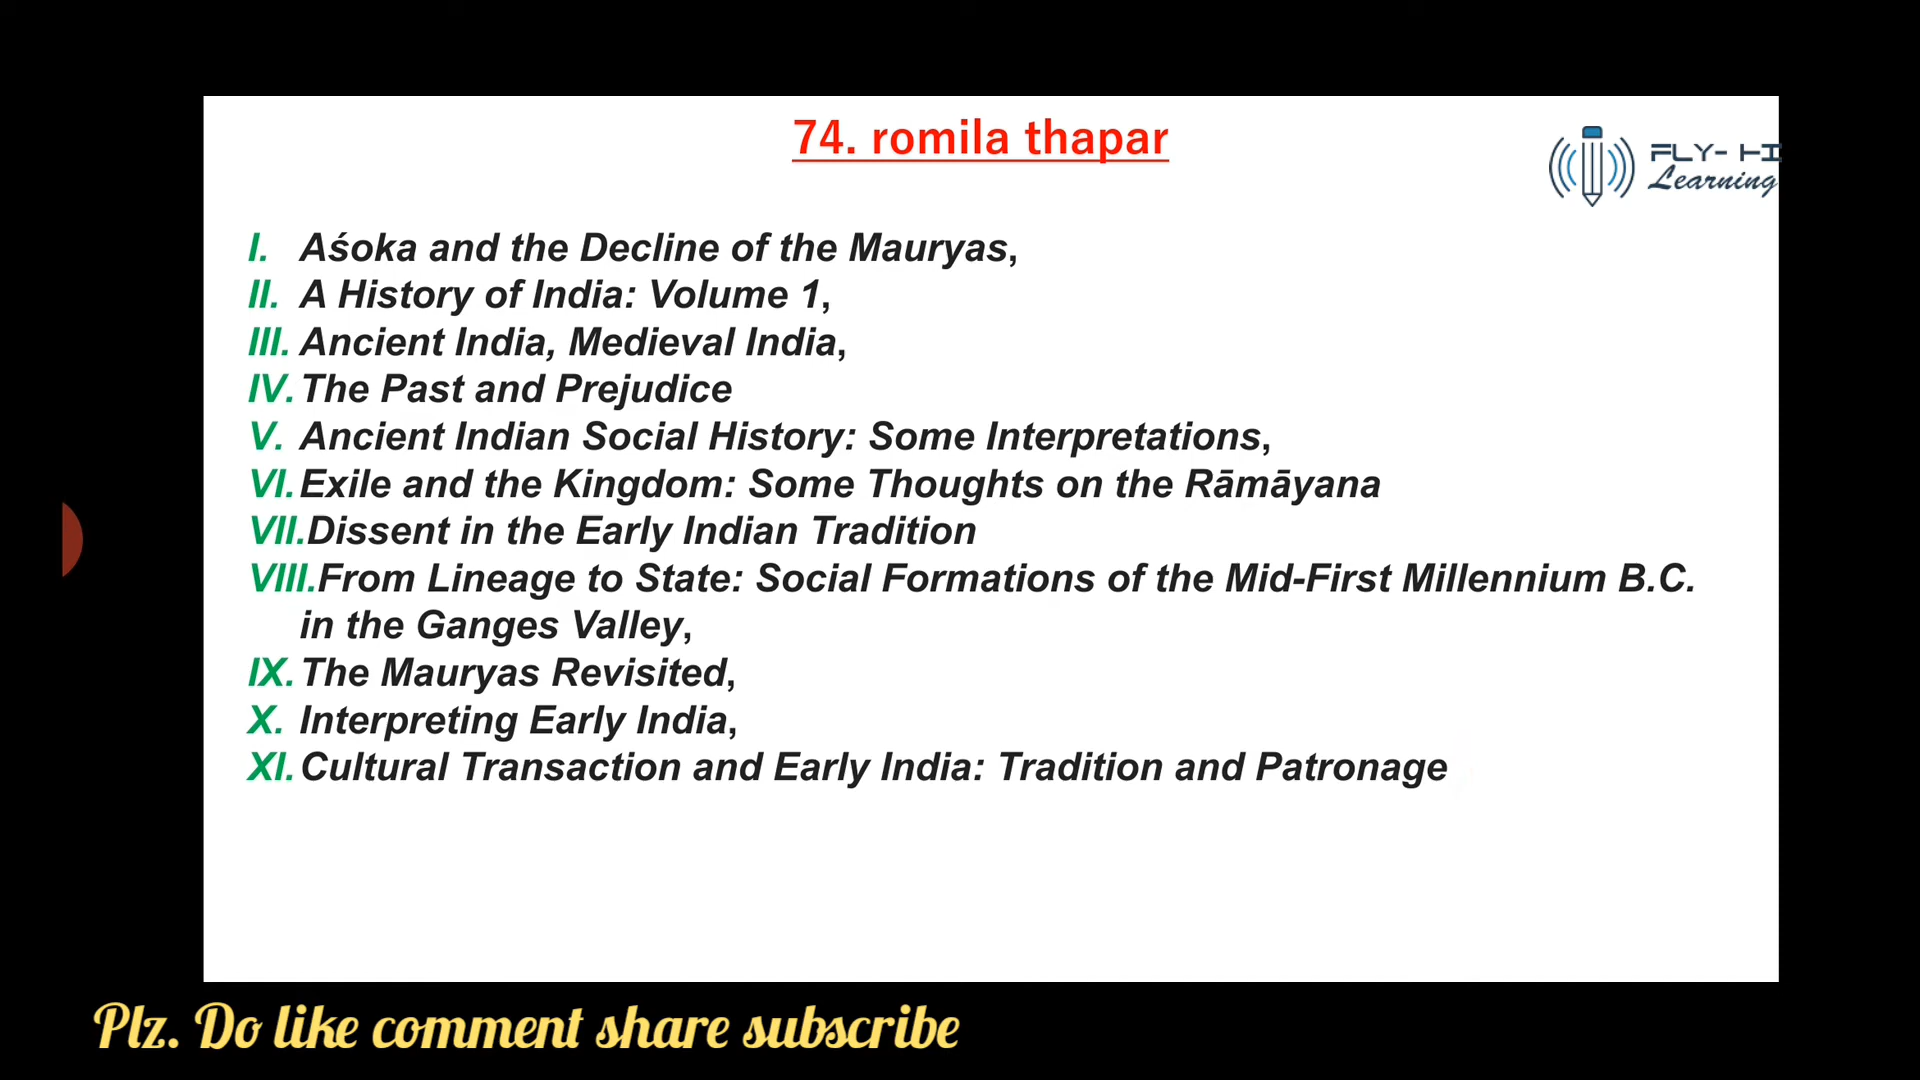 74. romila thapar
FLY- HI
Learning
I. Aśoka and the Decline of the Mauryas,
II. A History of India: Volume 1,
III. Ancient India, Medieval India,
IV. The Past and Prejudice
V. Ancient Indian Social History: Some Interpretations,
VI. Exile and the Kingdom: Some Thoughts on the Rāmāyana
VII. Dissent in the Early Indian Tradition
VIII. From Lineage to State: Social Formations of the Mid-First Millennium B.C.
in the Ganges Valley,
IX. The Mauryas Revisited,
X. Interpreting Early India,
XI. Cultural Transaction and Early India: Tradition and Patronage
Plz. Do like comment share subscribe